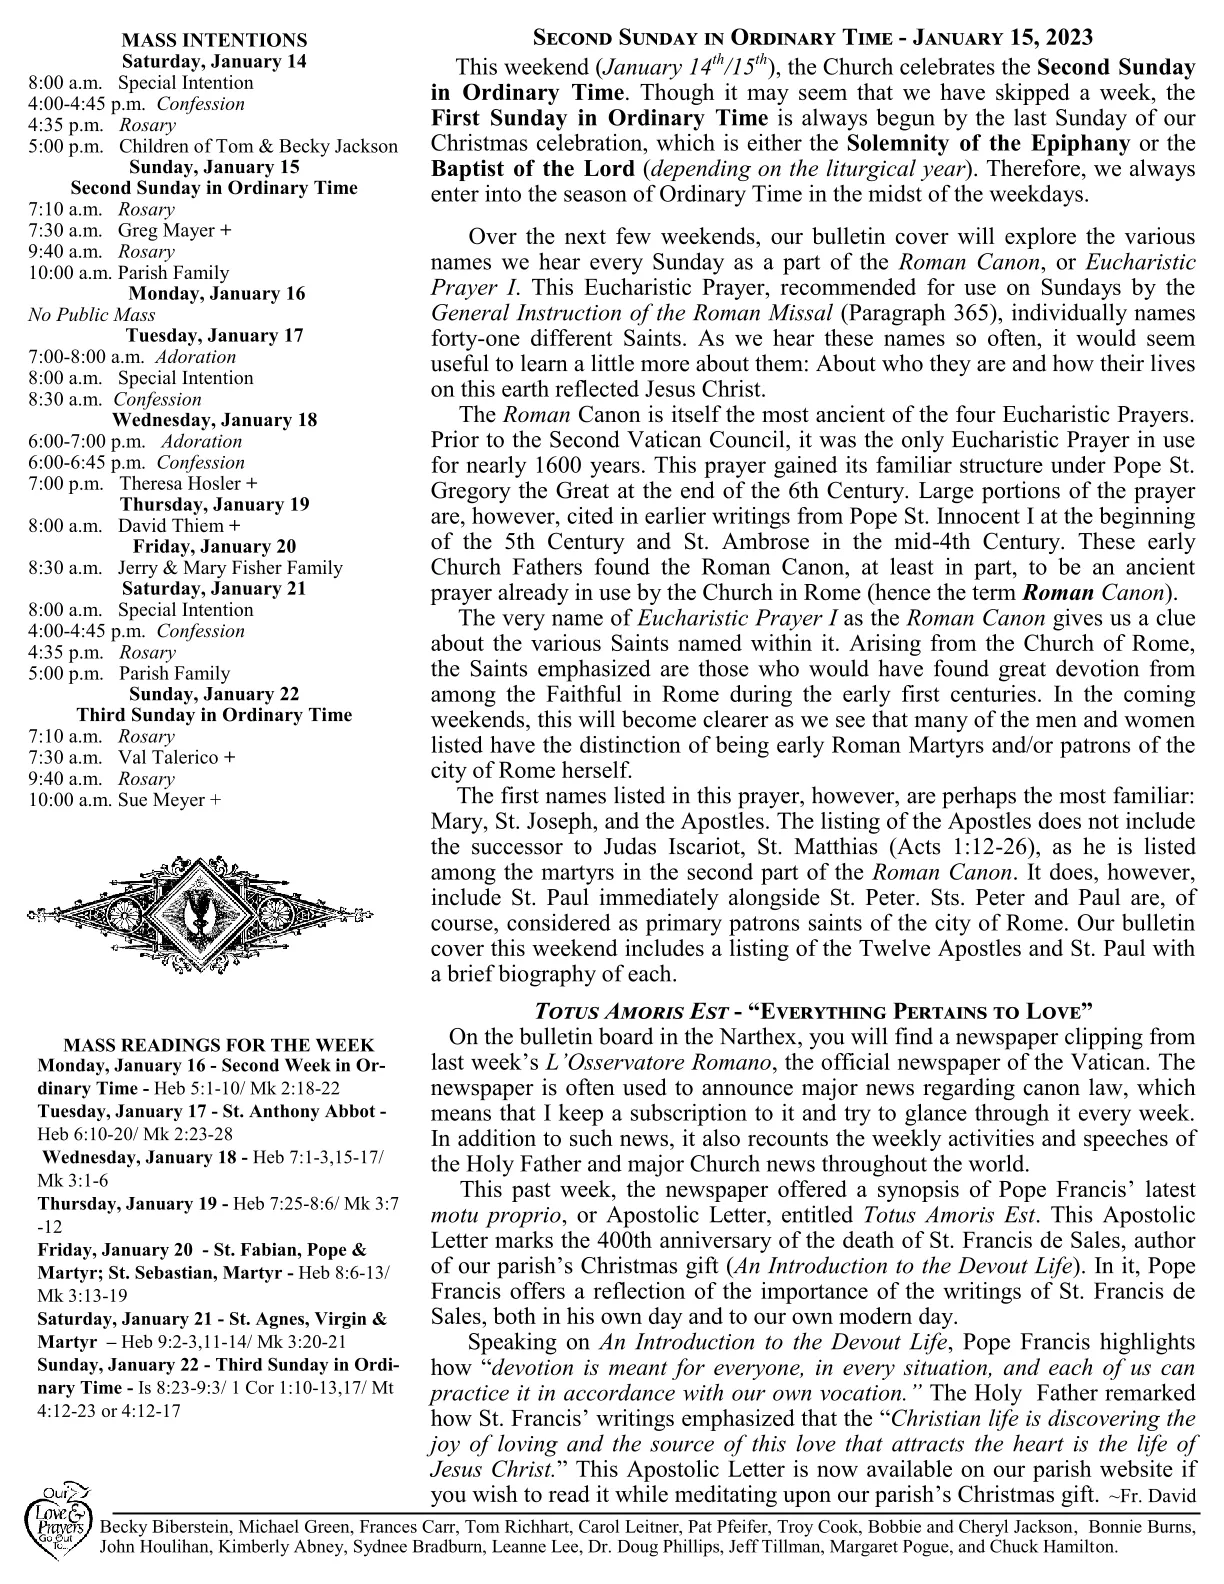 MASS INTENTIONS
Saturday, January 14
8:00 a.m. Special Intention
4:00-4:45 p.m. Confession
4:35 p.m. Rosary
5:00 p.m. Children of Tom & Becky Jackson
Sunday, January 15
Second Sunday in Ordinary Time
7:10 a.m. Rosary
7:30 a.m. Greg Mayer +
9:40 a.m. Rosary
10:00 a.m. Parish Family
Monday, January 16
No Public Mass
Tuesday, January 17
7:00-8:00 a.m. Adoration
8:00 a.m. Special Intention
8:30 a.m. Confession
Wednesday, January 18
6:00-7:00 p.m. Adoration
6:00-6:45 p.m. Confession
7:00 p.m. Theresa Hosler +
Thursday, January 19
8:00 a.m. David Thiem +
Friday, January 20
8:30 a.m. Jerry & Mary Fisher Family
Saturday, January 21
8:00 a.m. Special Intention
4:00-4:45 p.m. Confession
4:35 p.m. Rosary
5:00 p.m. Parish Family
Sunday, January 22
Third Sunday in Ordinary Time
7:10 a.m. Rosary
7:30 a.m. Val Talerico +
9:40 a.m. Rosary
10:00 a.m. Sue Meyer +
MASS READINGS FOR THE WEEK
Monday, January 16 - Second Week in Or-
dinary Time - Heb 5:1-10/ Mk 2:18-22
Tuesday, January 17 - St. Anthony Abbot -
Heb 6:10-20/ Mk 2:23-28
Wednesday, January 18 - Heb 7:1-3,15-17/
Mk 3:1-6
Thursday, January 19 - Heb 7:25-8:6/ Mk 3:7
-12
Friday, January 20 - St. Fabian, Pope &
Martyr; St. Sebastian, Martyr - Heb 8:6-13/
Mk 3:13-19
Saturday, January 21 - St. Agnes, Virgin &
Martyr – Heb 9:2-3,11-14/ Mk 3:20-21
Sunday, January 22 - Third Sunday in Ordi-
nary Time - Is 8:23-9:3/ 1 Cor 1:10-13,17/ Mt
4:12-23 or 4:12-17
SECOND SUNDAY IN ORDINARY TIME - JANUARY 15, 2023
This weekend (January 14th/15th), the Church celebrates the Second Sunday
in Ordinary Time. Though it may seem that we have skipped a week, the
First Sunday in Ordinary Time is always begun by the last Sunday of our
Christmas celebration, which is either the Solemnity of the Epiphany or the
Baptist of the Lord (depending on the liturgical year). Therefore, we always
enter into the season of Ordinary Time in the midst of the weekdays.
Over the next few weekends, our bulletin cover will explore the various
names we hear every Sunday as a part of the Roman Canon, or Eucharistic
Prayer I. This Eucharistic Prayer, recommended for use on Sundays by the
General Instruction of the Roman Missal (Paragraph 365), individually names
forty-one different Saints. As we hear these names so often, it would seem
useful to learn a little more about them: About who they are and how their lives
on this earth reflected Jesus Christ.
The Roman Canon is itself the most ancient of the four Eucharistic Prayers.
Prior to the Second Vatican Council, it was the only Eucharistic Prayer in use
for nearly 1600 years. This prayer gained its familiar structure under Pope St.
Gregory the Great at the end of the 6th Century. Large portions of the prayer
are, however, cited in earlier writings from Pope St. Innocent I at the beginning
of the 5th Century and St. Ambrose in the mid-4th Century. These early
Church Fathers found the Roman Canon, at least in part, to be an ancient
prayer already in use by the Church in Rome (hence the term Roman Canon).
The very name of Eucharistic Prayer I as the Roman Canon gives us a clue
about the various Saints named within it. Arising from the Church of Rome,
the Saints emphasized are those who would have found great devotion from
among the Faithful in Rome during the early first centuries. In the coming
weekends, this will become clearer as we see that many of the men and women
listed have the distinction of being early Roman Martyrs and/or patrons of the
city of Rome herself.
The first names listed in this prayer, however, are perhaps the most familiar:
Mary, St. Joseph, and the Apostles. The listing of the Apostles does not include
the successor to Judas Iscariot, St. Matthias (Acts 1:12-26), as he is listed
among the martyrs in the second part of the Roman Canon. It does, however,
include St. Paul immediately alongside St. Peter. Sts. Peter and Paul are, of
course, considered as primary patrons saints of the city of Rome. Our bulletin
cover this weekend includes a listing of the Twelve Apostles and St. Paul with
a brief biography of each.
TOTUS AMORIS EST - “EVERYTHING PERTAINS TO LOVE”
On the bulletin board in the Narthex, you will find a newspaper clipping from
last week’s L’Osservatore Romano, the official newspaper of the Vatican. The
newspaper is often used to announce major news regarding canon law, which
means that I keep a subscription to it and try to glance through it every week.
In addition to such news, it also recounts the weekly activities and speeches of
the Holy Father and major Church news throughout the world.
This past week, the newspaper offered a synopsis of Pope Francis’ latest
motu proprio, or Apostolic Letter, entitled Totus Amoris Est. This Apostolic
Letter marks the 400th anniversary of the death of St. Francis de Sales, author
of our parish’s Christmas gift (An Introduction to the Devout Life). In it, Pope
Francis offers a reflection of the importance of the writings of St. Francis de
Sales, both in his own day and to our own modern day.
Speaking on An Introduction to the Devout Life, Pope Francis highlights
how “devotion is meant for everyone, in every situation, and each of us can
practice it in accordance with our own vocation.” The Holy Father remarked
how St. Francis’ writings emphasized that the “Christian life is discovering the
joy of loving and the source of this love that attracts the heart is the life of
Jesus Christ.” This Apostolic Letter is now available on our parish website if
you wish to read it while meditating upon our parish’s Christmas gift. ~Fr. David
Our
Love &
Prayers
Go Out
To...
Becky Biberstein, Michael Green, Frances Carr, Tom Richhart, Carol Leitner, Pat Pfeifer, Troy Cook, Bobbie and Cheryl Jackson, Bonnie Burns,
John Houlihan, Kimberly Abney, Sydnee Bradburn, Leanne Lee, Dr. Doug Phillips, Jeff Tillman, Margaret Pogue, and Chuck Hamilton.